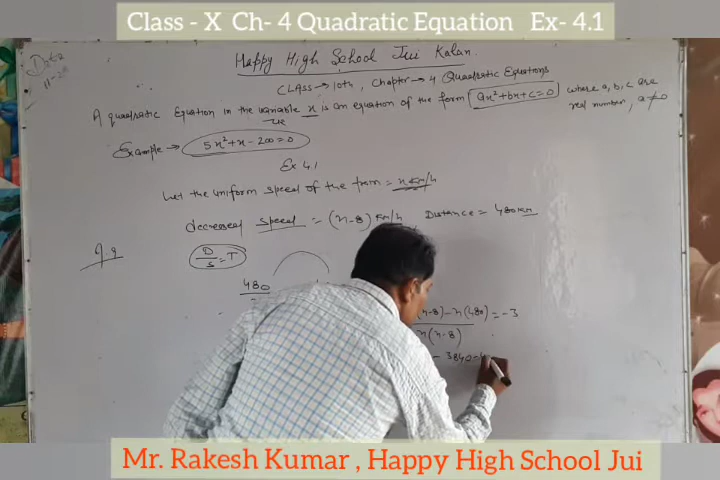 Class - X Ch- 4 Quadratic Equation Ex- 4.1
Date
Happy High School Jui Kalan.
CLASS → 10th, Chapter → 4 Quadratic Equations
A quadratic Equation in the variable x is an equation of the form ax²+bx+c=0 where a, b, c are
real number, a≠0
Example → 5x²+x-200=0
Ex 4.1
Let the uniform speed of the tram = x km/h
decreased speed = (x-8) km/h Distance = 480 km
D/S = T
480
(x-8) - x(480) = -3
x(x-8)
- 3840 -
Mr. Rakesh Kumar , Happy High School Jui